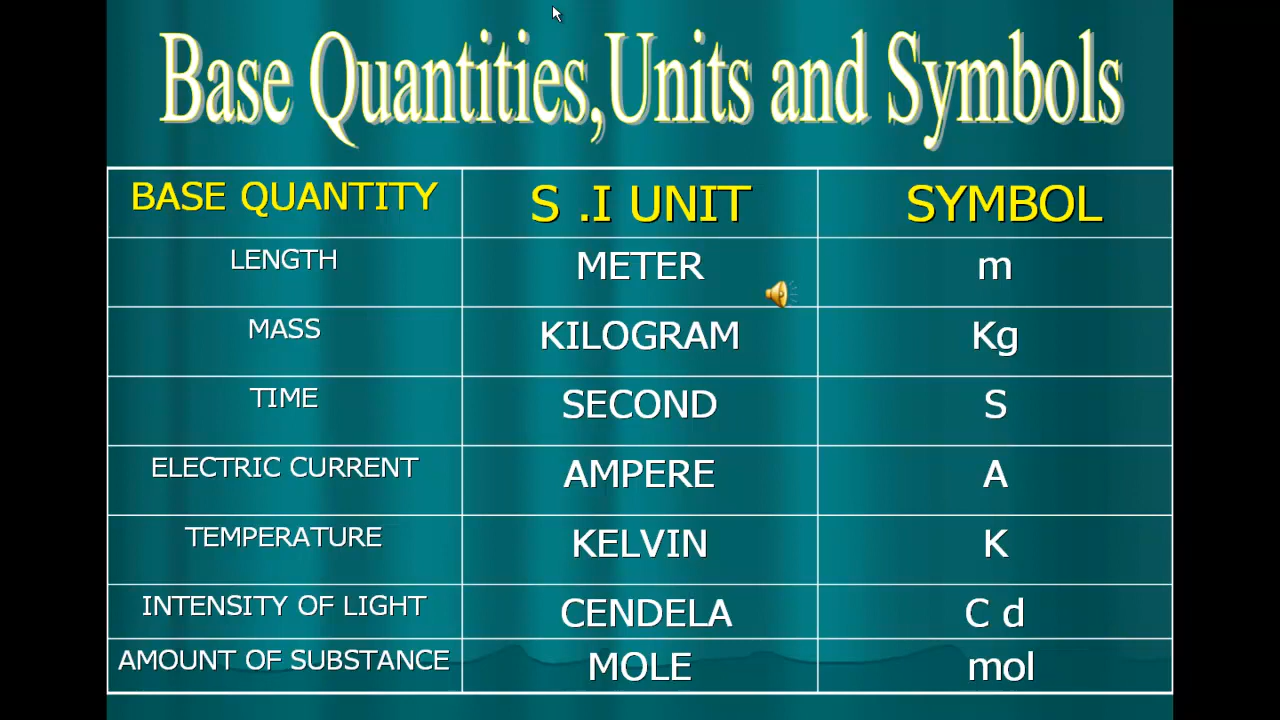 Base Quantities,Units and Symbols
BASE QUANTITY S .I UNIT SYMBOL
LENGTH METER m
MASS KILOGRAM Kg
TIME SECOND S
ELECTRIC CURRENT AMPERE A
TEMPERATURE KELVIN K
INTENSITY OF LIGHT CENDELA C d
AMOUNT OF SUBSTANCE MOLE mol